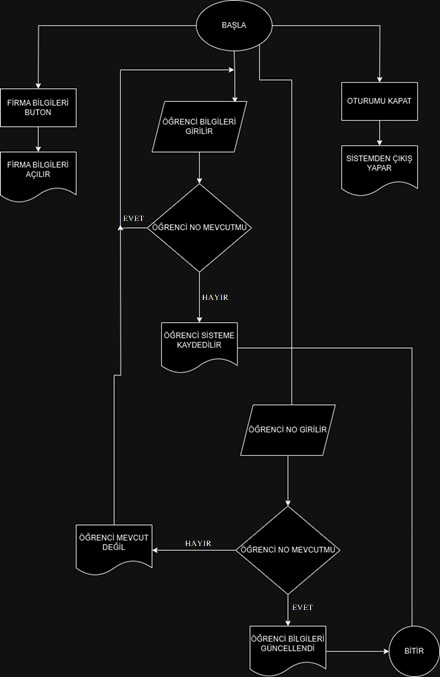 BAŞLA
FİRMA BİLGİLERİ
BUTON
FİRMA BİLGİLERİ
AÇILIR
ÖĞRENCİ BİLGİLERİ
GİRİLİR
OTURUMU KAPAT
SİSTEMDEN ÇIKIŞ
YAPAR
EVET
ÖĞRENCİ NO MEVCUTMU
HAYIR
ÖĞRENCİ SİSTEME
KAYDEDİLİR
ÖĞRENCİ NO GİRİLİR
ÖĞRENCİ MEVCUT
DEĞİL
HAYIR
ÖĞRENCİ NO MEVCUTMU
EVET
ÖĞRENCİ BİLGİLERİ
GÜNCELLENDİ
BİTİR